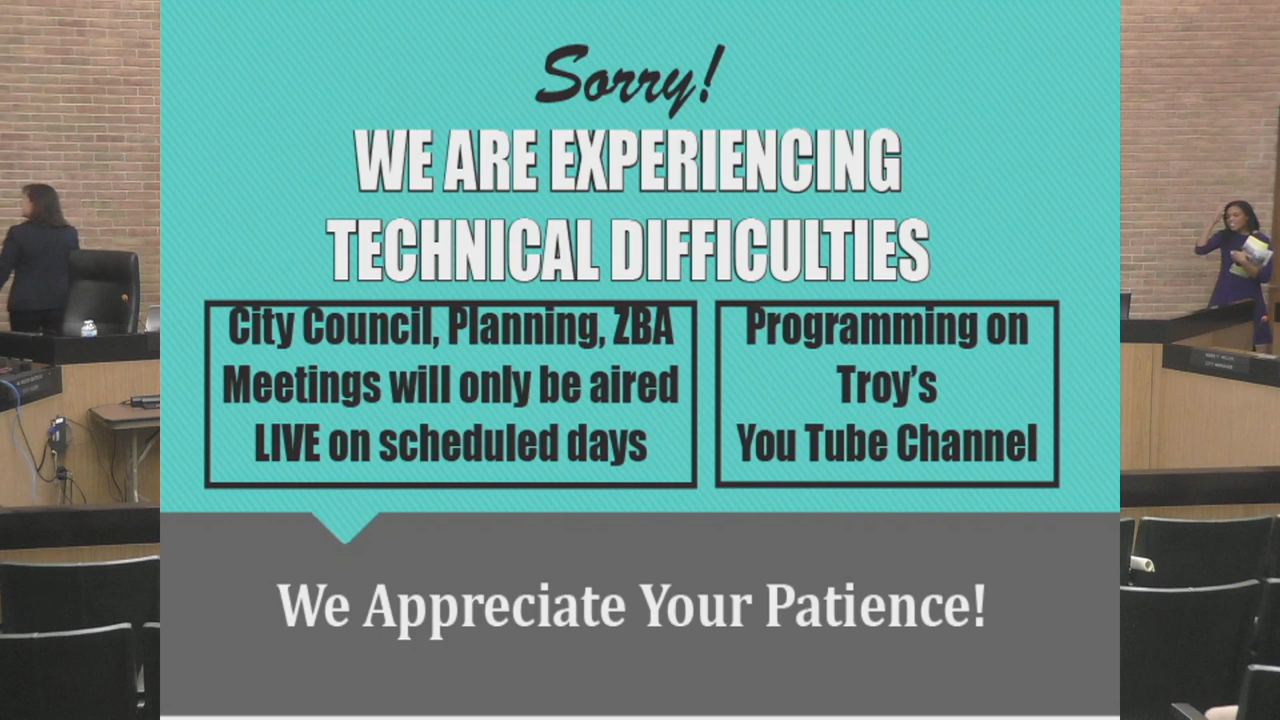 Sorry!
WE ARE EXPERIENCING
TECHNICAL DIFFICULTIES
City Council, Planning, ZBA
Meetings will only be aired
LIVE on scheduled days
Programming on
Troy's
You Tube Channel
We Appreciate Your Patience!